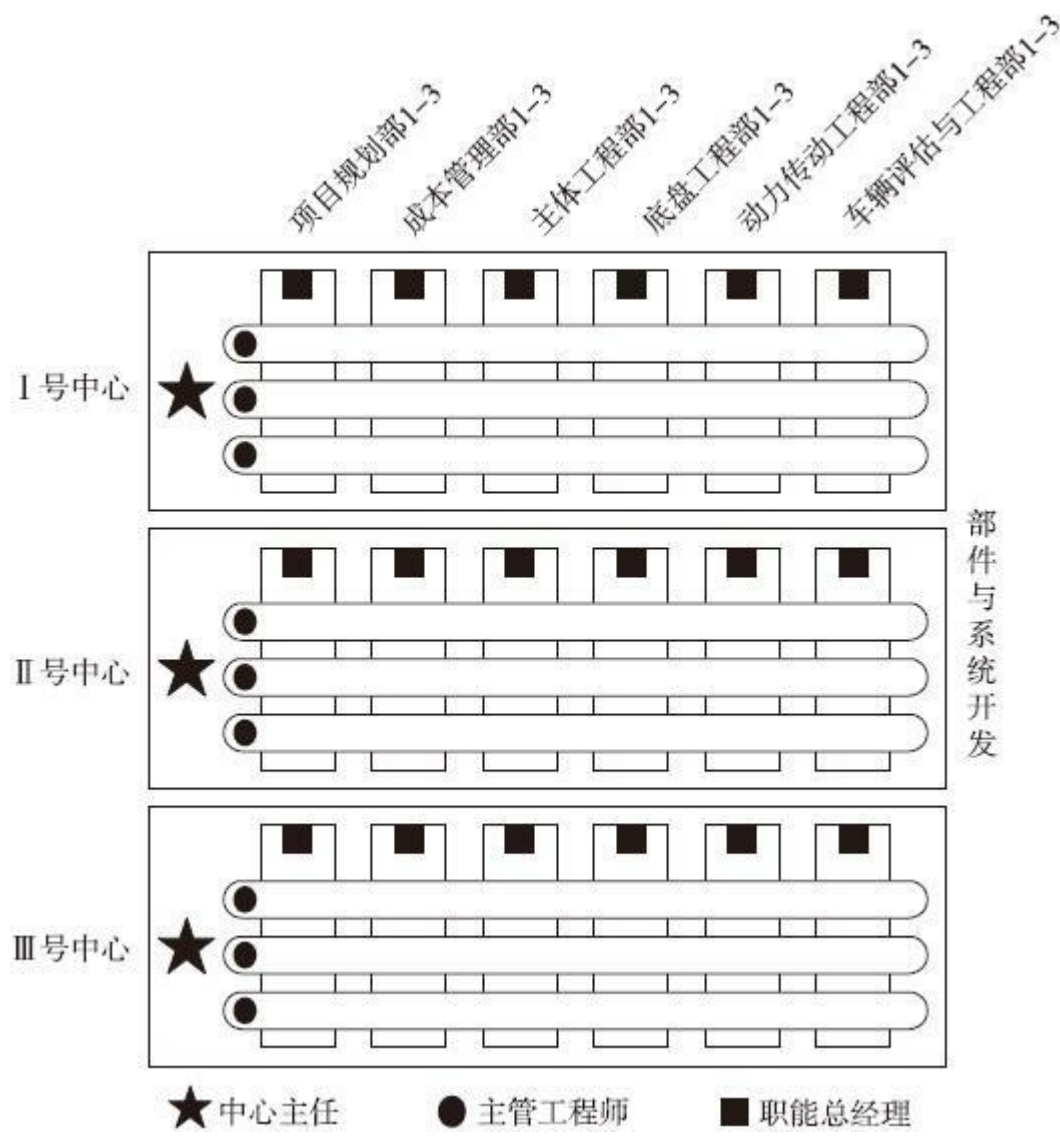 项目规划部1-3
成本管理部1-3
主体工程部1-3
底盘工程部1-3
动力传动工程部1-3
车辆评估与工程部1-3
Ⅰ号中心
Ⅱ号中心
Ⅲ号中心
部件与系统开发
★中心主任
●主管工程师
■职能总经理